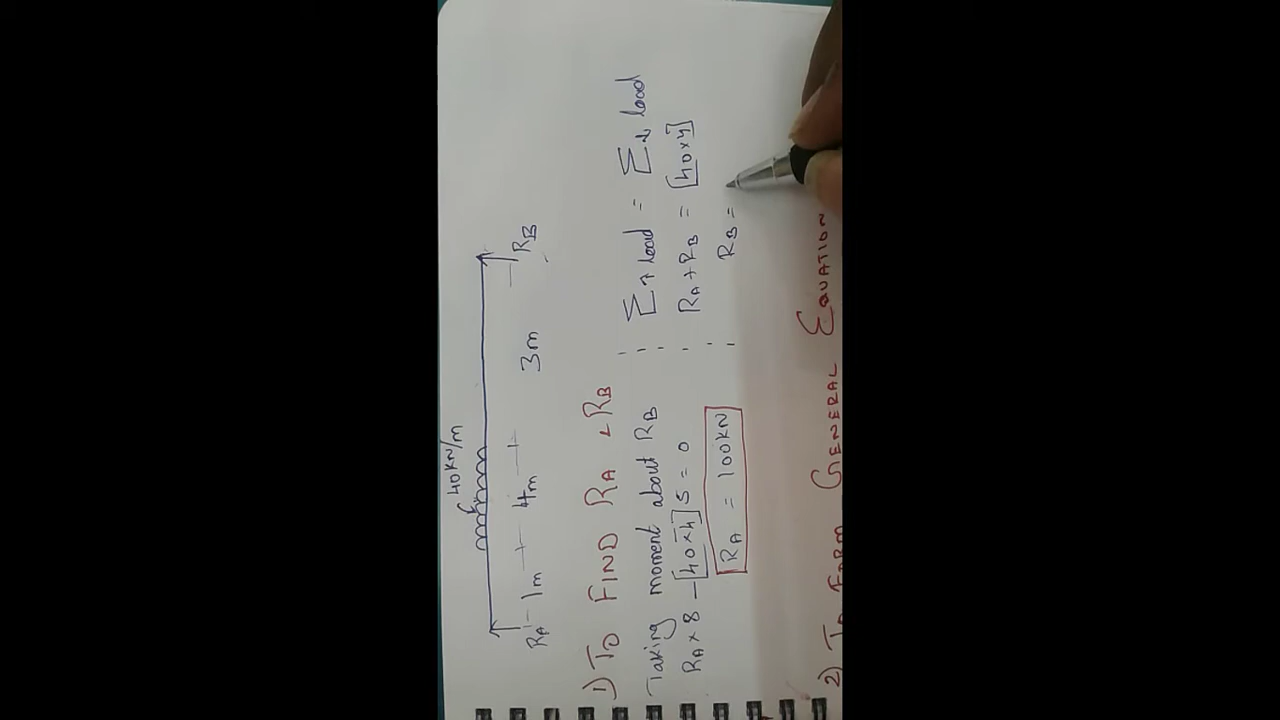 40KN/m
RA 1m 4m 3m RB
1) TO FIND RA & RB
Taking moment about RB
RA × 8 – [40×4]5 = 0
RA = 100KN
Σ↑ load = Σ↓ load
RA + RB = [40×4]
RB =
2) TO FORM GENERAL EQUATION